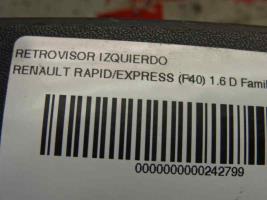 RETROVISOR IZQUIERDO
RENAULT RAPID/EXPRESS (F40) 1.6 D Famil
0000000000242799